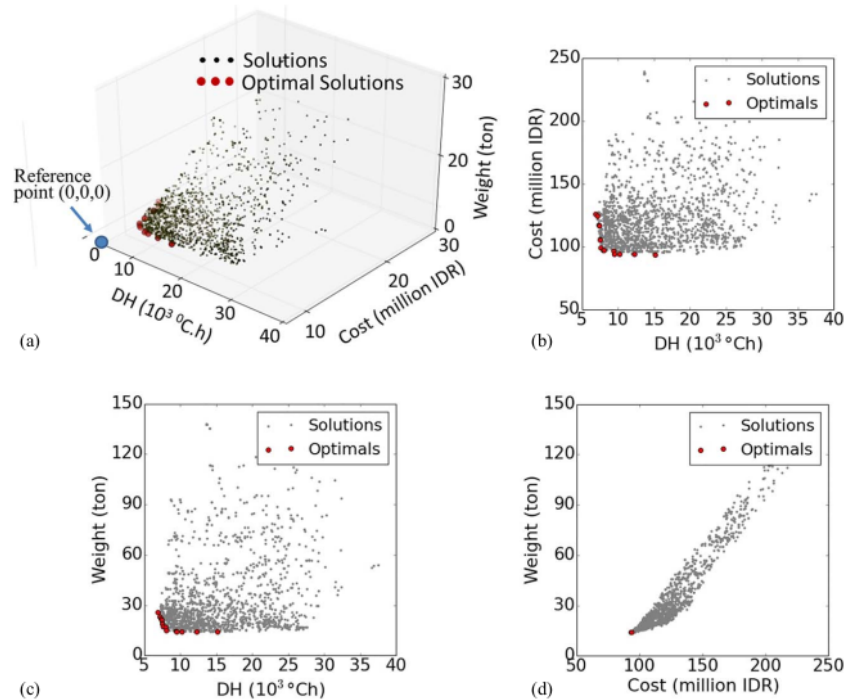 Solutions
Optimal Solutions
Reference
point (0,0,0)
0
10
20
30
40
DH (10³ ⁰C.h)
10
20
30
Cost (million IDR)
0
20
30
Weight (ton)
(a)
250
200
150
100
50
Cost (million IDR)
Solutions
Optimals
5 10 15 20 25 30 35 40
DH (10³ °Ch)
(b)
150
120
90
60
30
0
Weight (ton)
Solutions
Optimals
5 10 15 20 25 30 35 40
DH (10³ °Ch)
(c)
150
120
90
60
30
0
Weight (ton)
Solutions
Optimals
50 100 150 200 250
Cost (million IDR)
(d)